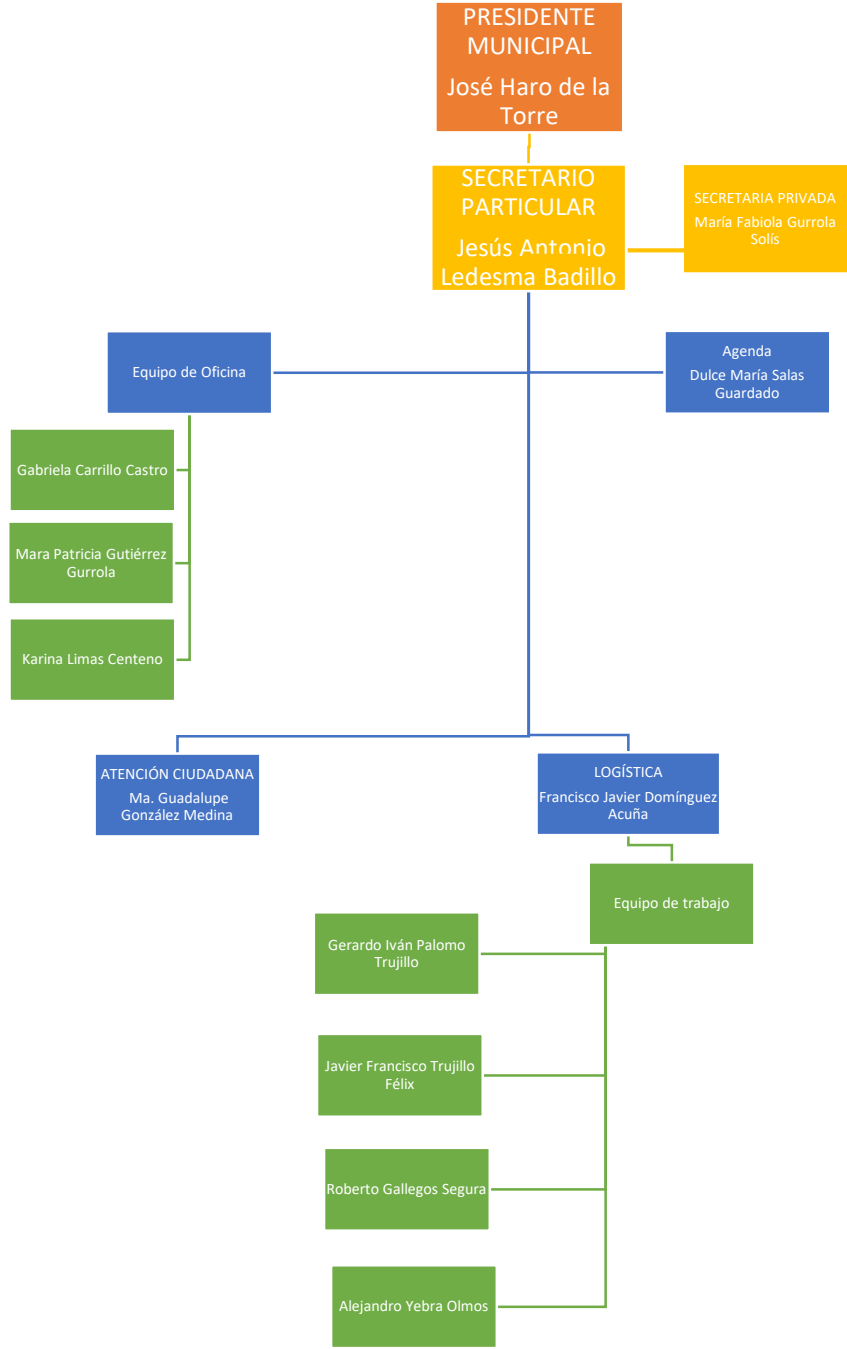 PRESIDENTE
MUNICIPAL
José Haro de la
Torre
SECRETARIO
PARTICULAR
Jesús Antonio
Ledesma Badillo
SECRETARIA PRIVADA
María Fabiola Gurrola
Solís
Equipo de Oficina
Agenda
Dulce María Salas
Guardado
Gabriela Carrillo Castro
Mara Patricia Gutiérrez
Gurrola
Karina Limas Centeno
ATENCIÓN CIUDADANA
Ma. Guadalupe
González Medina
LOGÍSTICA
Francisco Javier Domínguez
Acuña
Equipo de trabajo
Gerardo Iván Palomo
Trujillo
Javier Francisco Trujillo
Félix
Roberto Gallegos Segura
Alejandro Yebra Olmos